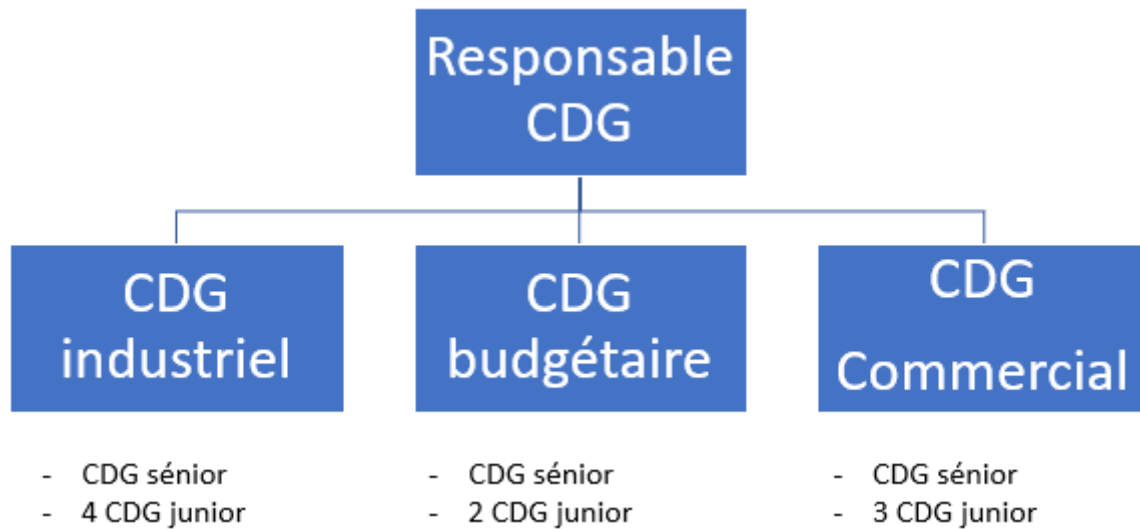 Responsable
CDG
CDG
industriel
CDG
budgétaire
CDG
Commercial
- CDG sénior
- 4 CDG junior
- CDG sénior
- 2 CDG junior
- CDG sénior
- 3 CDG junior